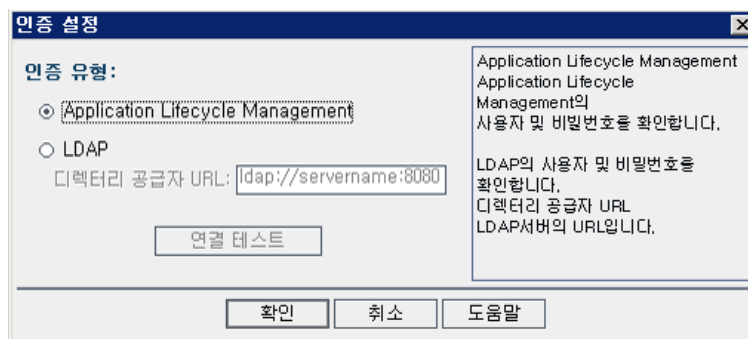 인증 설정
인증 유형:
Application Lifecycle Management
LDAP
디렉터리 공급자 URL: ldap://servername:8080
연결 테스트
Application Lifecycle Management
Application Lifecycle
Management의
사용자 및 비밀번호를 확인합니다.
LDAP의 사용자 및 비밀번호를
확인합니다.
디렉터리 공급자 URL
LDAP서버의 URL입니다.
확인
취소
도움말